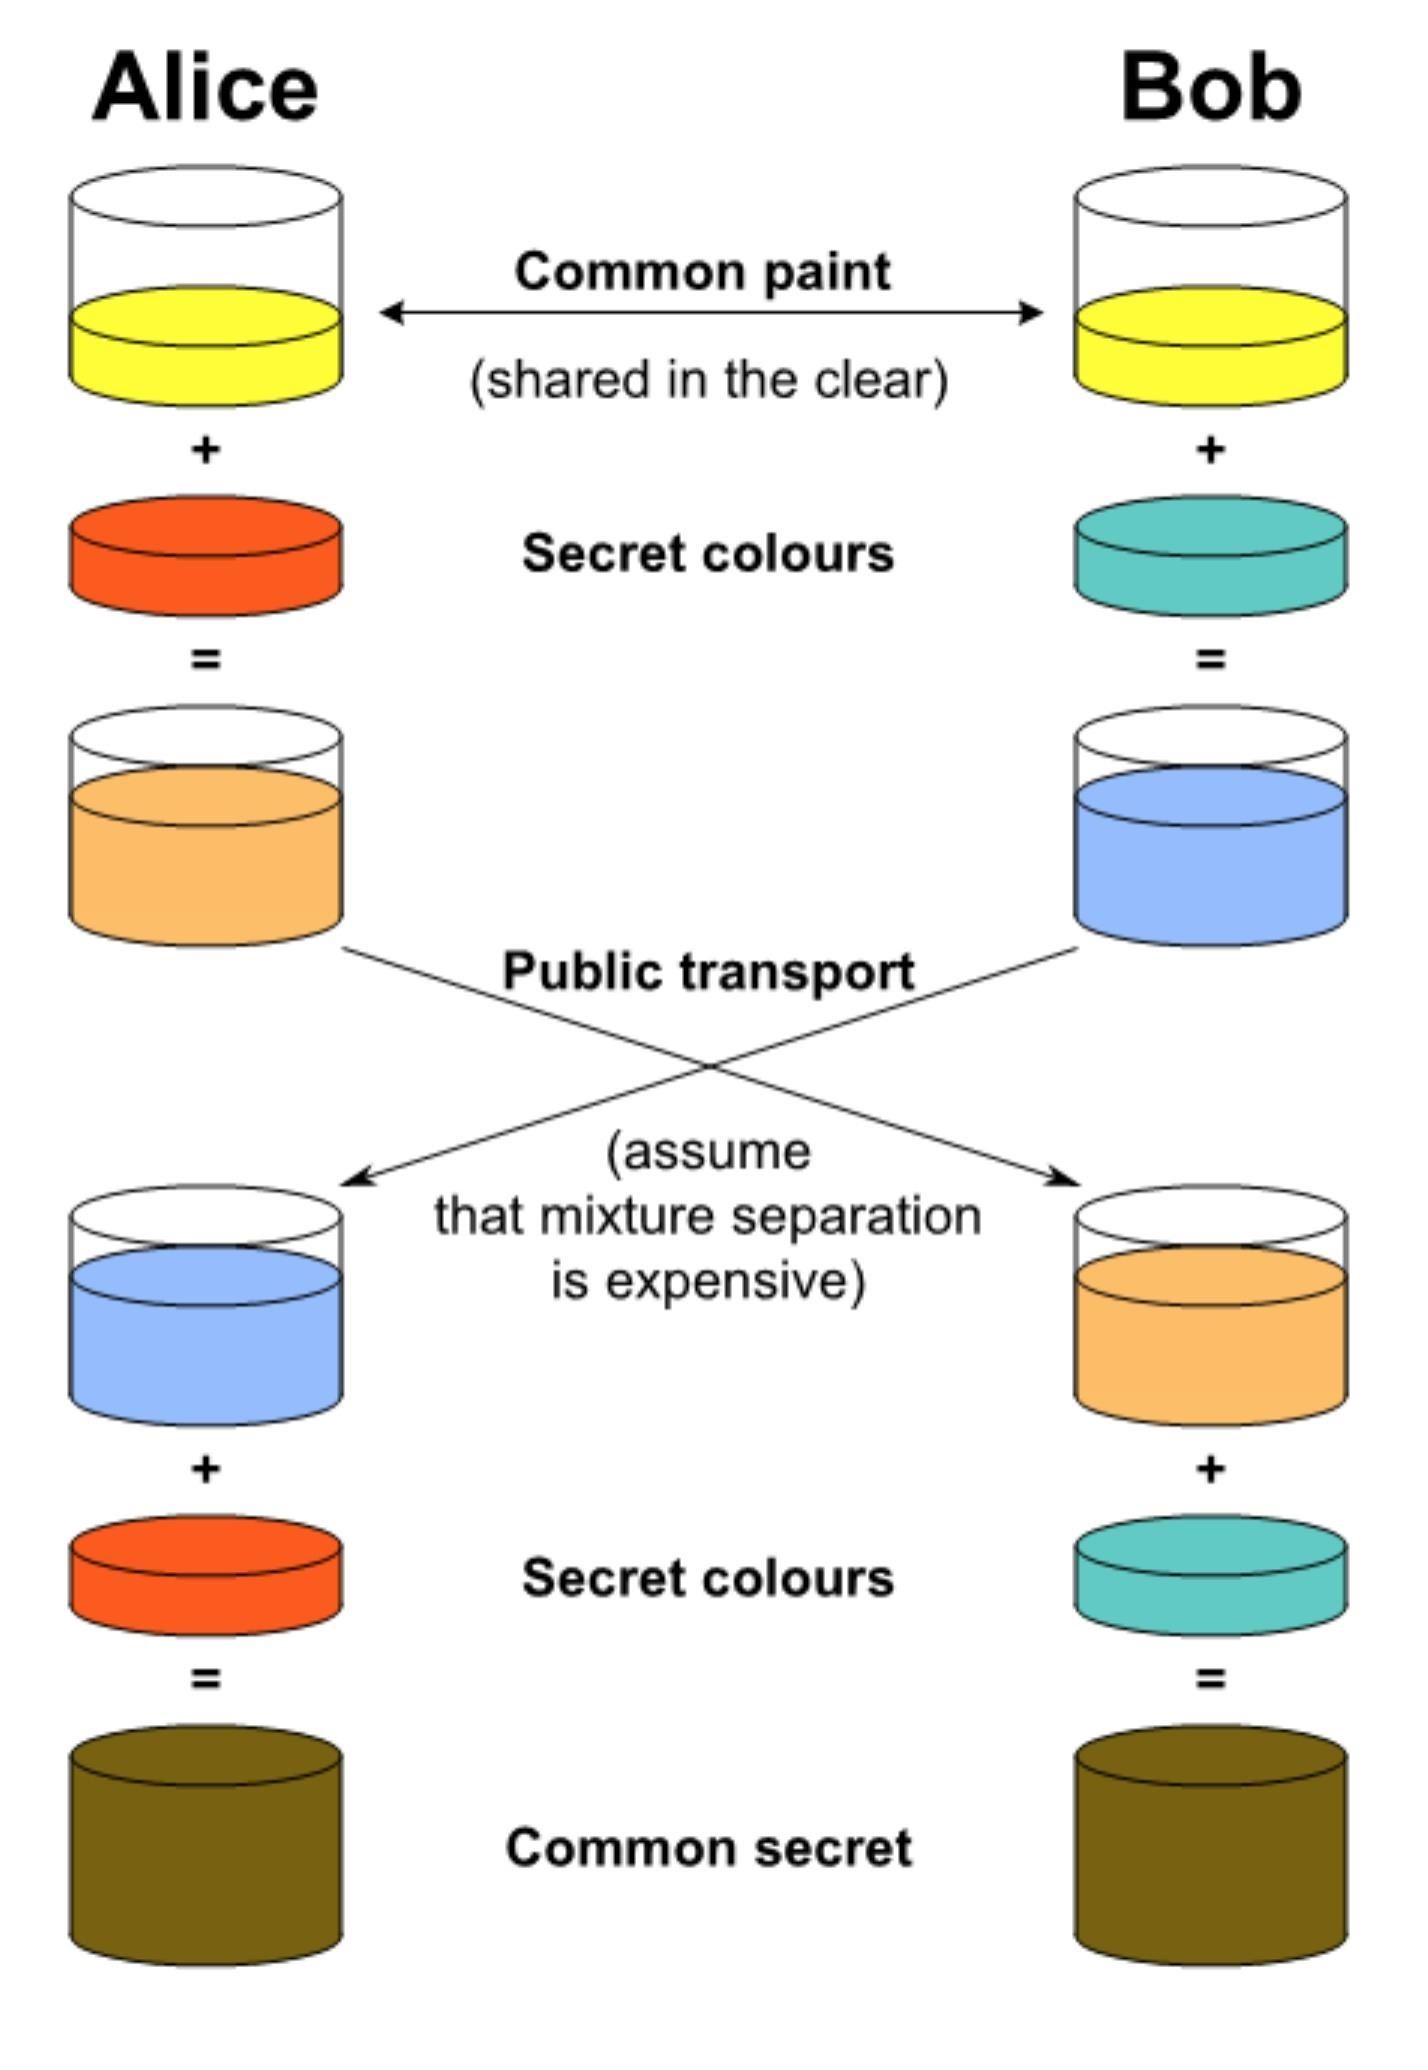 Alice
Bob
Common paint
(shared in the clear)
+
+
Secret colours
=
=
Public transport
(assume
that mixture separation
is expensive)
+
+
Secret colours
=
=
Common secret